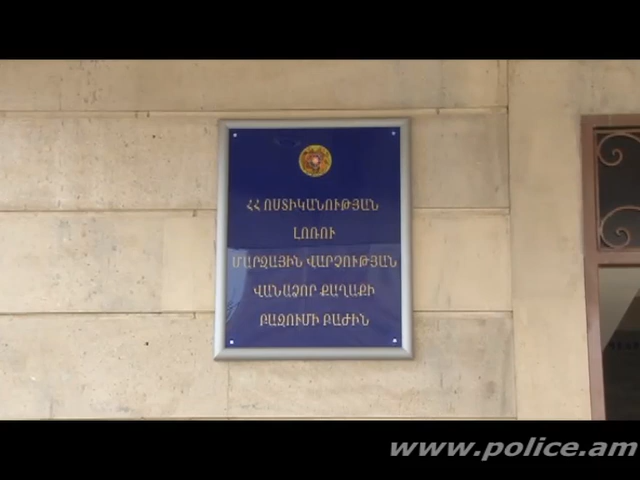 ՀՀ ՈՍՏԻԿԱՆՈՒԹՅԱՆ
ԼՈՌՈՒ
ՄԱՐԶԱՅԻՆ ՎԱՐՉՈՒԹՅԱՆ
ՎԱՆԱՁՈՐ ՔԱՂԱՔԻ
ԲԱԶՈՒՄԻ ԲԱԺԻՆ
www.police.am